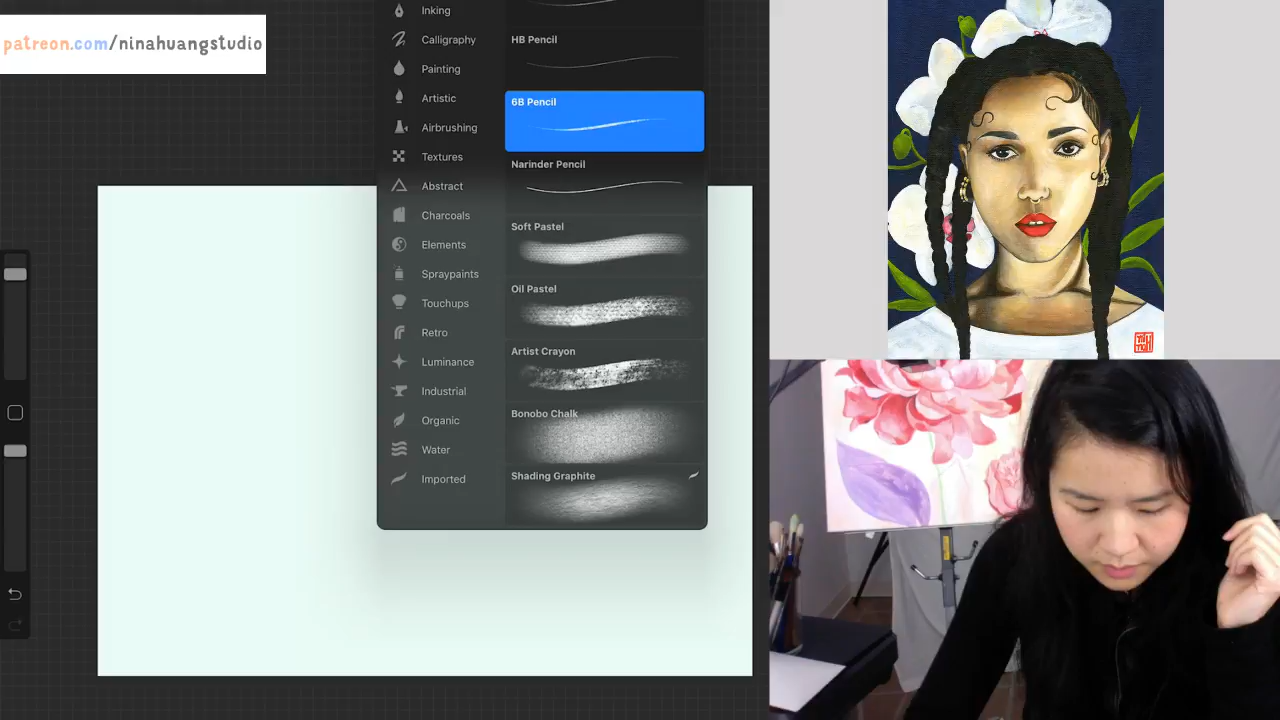 patreon.com/ninahuangstudio
Inking
Calligraphy
Painting
Artistic
Airbrushing
Textures
Abstract
Charcoals
Elements
Spraypaints
Touchups
Retro
Luminance
Industrial
Organic
Water
Imported
HB Pencil
6B Pencil
Narinder Pencil
Soft Pastel
Oil Pastel
Artist Crayon
Bonobo Chalk
Shading Graphite